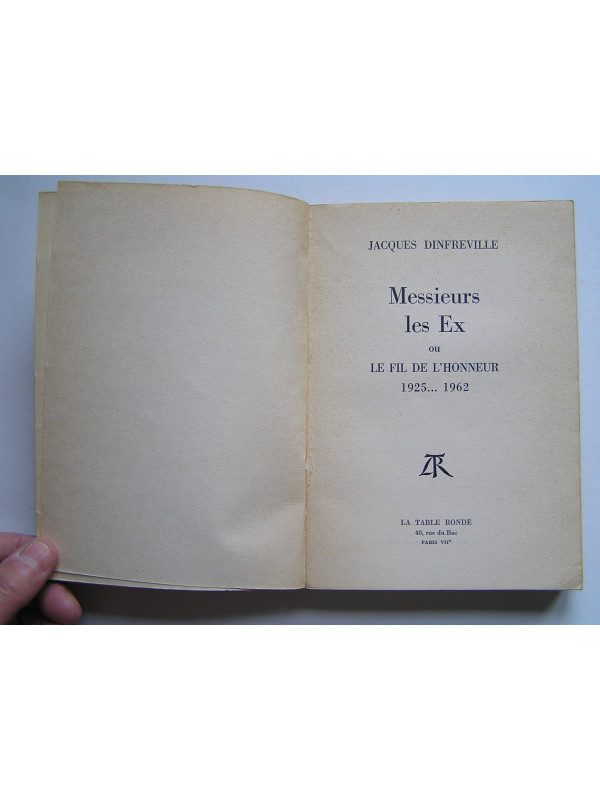 JACQUES DINFREVILLE
Messieurs
les Ex
ou
LE FIL DE L'HONNEUR
1925... 1962
LA TABLE RONDE
40, rue du Bac
PARIS VIIe